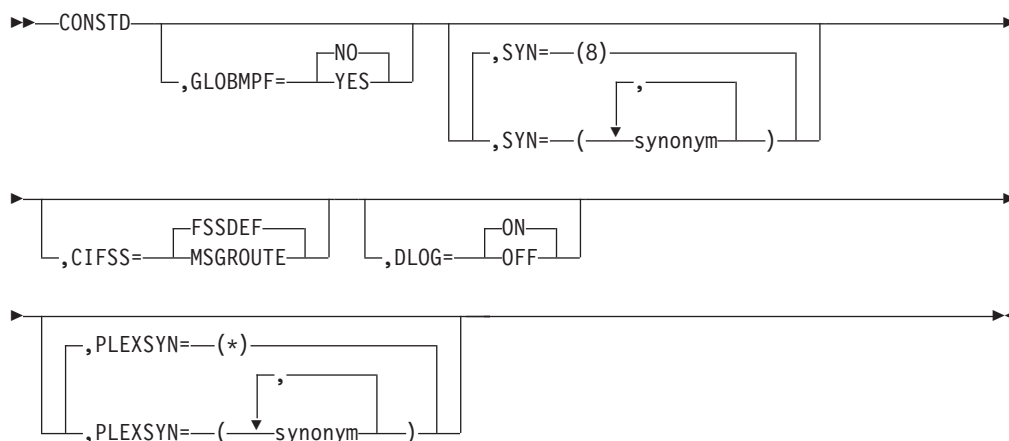 CONSTD
,GLOBMPF= NO
YES
,SYN= (8)
,SYN= ( , synonym )
,CIFSS= FSSDEF
MSGROUTE
,DLOG= ON
OFF
,PLEXSYN= (*)
,PLEXSYN= ( , synonym )